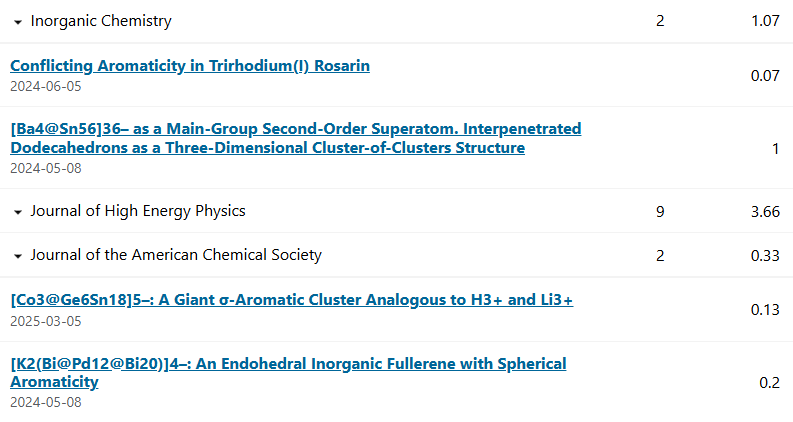 Inorganic Chemistry 2 1.07
Conflicting Aromaticity in Trirhodium(I) Rosarin
2024-06-05 0.07
[Ba4@Sn56]36– as a Main-Group Second-Order Superatom. Interpenetrated
Dodecahedrons as a Three-Dimensional Cluster-of-Clusters Structure 1
2024-05-08
Journal of High Energy Physics 9 3.66
Journal of the American Chemical Society 2 0.33
[Co3@Ge6Sn18]5–: A Giant σ-Aromatic Cluster Analogous to H3+ and Li3+
2025-03-05 0.13
[K2(Bi@Pd12@Bi20)]4–: An Endohedral Inorganic Fullerene with Spherical
Aromaticity 0.2
2024-05-08